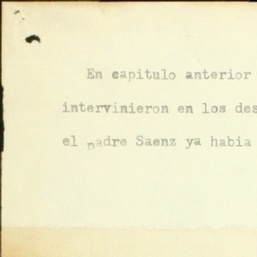 En capitulo anterior
intervinieron en los des
el padre Saenz ya habia